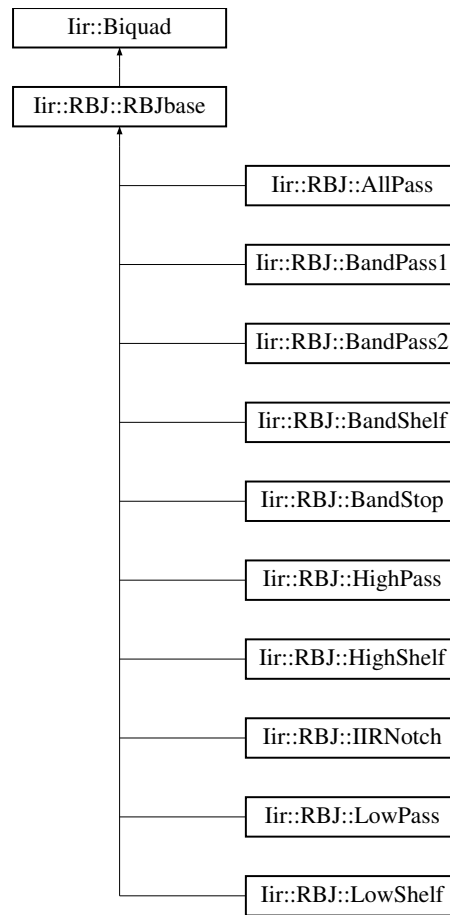 Iir::Biquad
Iir::RBJ::RBJbase
Iir::RBJ::AllPass
Iir::RBJ::BandPass1
Iir::RBJ::BandPass2
Iir::RBJ::BandShelf
Iir::RBJ::BandStop
Iir::RBJ::HighPass
Iir::RBJ::HighShelf
Iir::RBJ::IIRNotch
Iir::RBJ::LowPass
Iir::RBJ::LowShelf